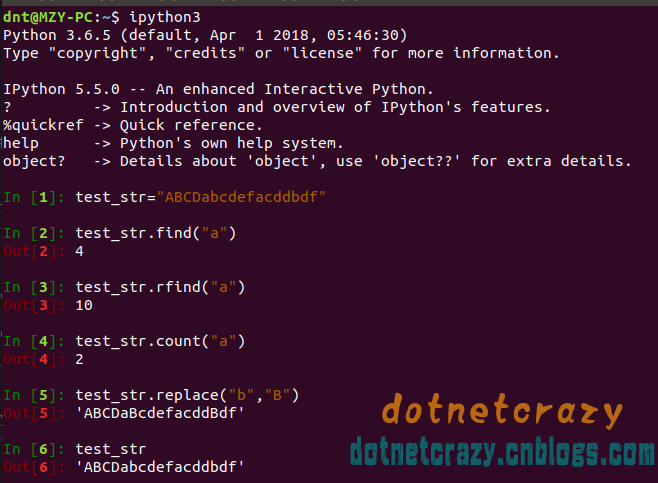 dnt@MZY-PC:~$ ipython3
Python 3.6.5 (default, Apr  1 2018, 05:46:30)
Type "copyright", "credits" or "license" for more information.
IPython 5.5.0 -- An enhanced Interactive Python.
?         -> Introduction and overview of IPython's features.
%quickref -> Quick reference.
help      -> Python's own help system.
object?   -> Details about 'object', use 'object??' for extra details.
In [1]: test_str="ABCDabcdefacddbdf"
In [2]: test_str.find("a")
Out[2]: 4
In [3]: test_str.rfind("a")
Out[3]: 10
In [4]: test_str.count("a")
Out[4]: 2
In [5]: test_str.replace("b","B")
Out[5]: 'ABCDaBcdefacddBdf'
In [6]: test_str
Out[6]: 'ABCDabcdefacddbdf'
dotnetcrazy
dotnetcrazy.cnblogs.com